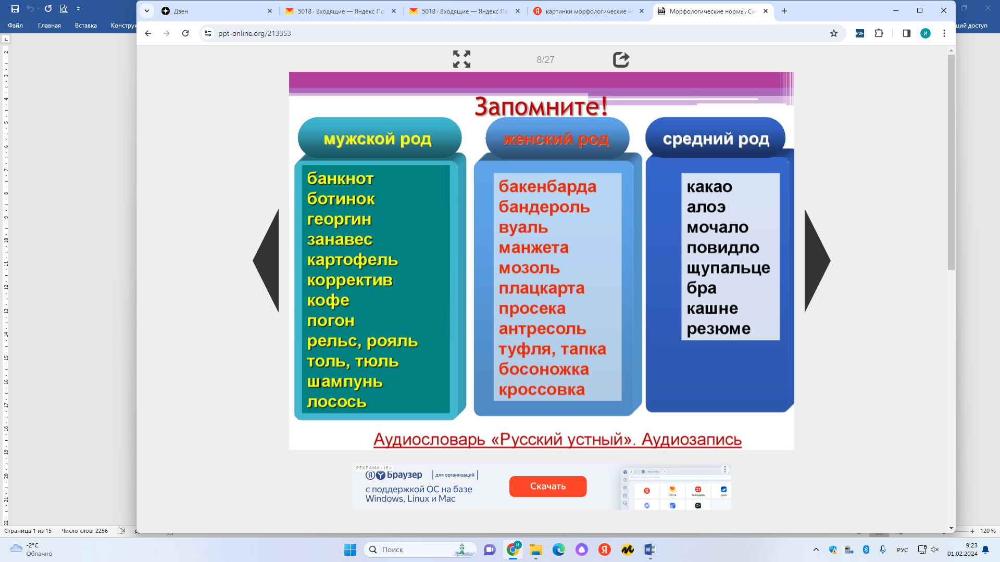 Дзен
5018 · Входящие — Яндекс По
5018 · Входящие — Яндекс По
картинки морфологические н
Морфологические нормы. Си
Файл
Главная
Вставка
Конструк
ций доступ
ppt-online.org/213353
PDF
И
8/27
Запомните!
мужской род
банкнот
ботинок
георгин
занавес
картофель
корректив
кофе
погон
рельс, рояль
толь, тюль
шампунь
лосось
женский род
бакенбарда
бандероль
вуаль
манжета
мозоль
плацкарта
просека
антресоль
туфля, тапка
босоножка
кроссовка
средний род
какао
алоэ
мочало
повидло
щупальце
бра
кашне
резюме
Аудиословарь «Русский устный». Аудиозапись
РЕКЛАМА • 16+
Браузер
для организаций
с поддержкой ОС на базе
Windows, Linux и Mac
Скачать
Почта
Календарь
Диск
23
Страница 1 из 15
Число слов: 2256
120 %
-2°C
Облачно
Поиск
РУС
9:23
01.02.2024